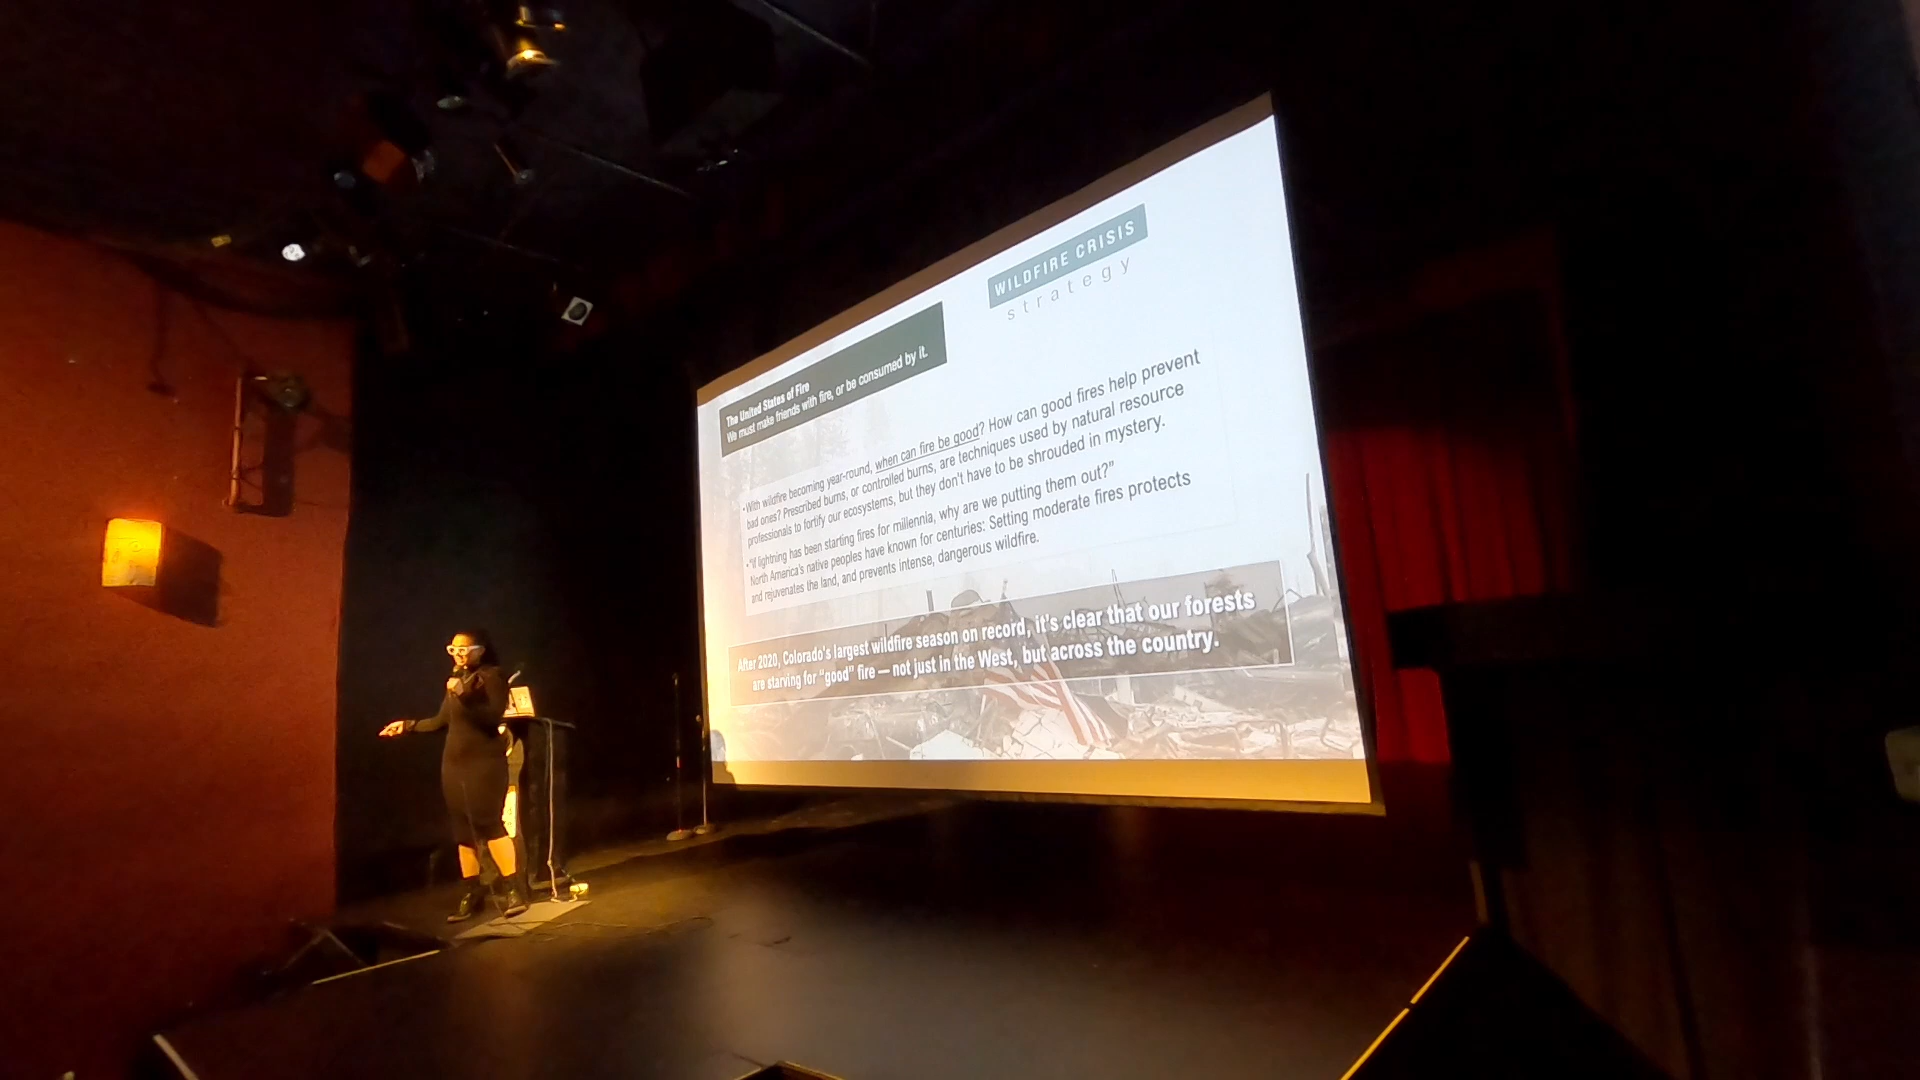 WILDFIRE CRISIS
strategy
The United States of Fire
We must make friends with fire, or be consumed by it.
•With wildfire becoming year-round, when can fire be good? How can good fires help prevent
bad ones? Prescribed burns, or controlled burns, are techniques used by natural resource
professionals to fortify our ecosystems, but they don't have to be shrouded in mystery.
•"If lightning has been starting fires for millennia, why are we putting them out?"
North America's native peoples have known for centuries: Setting moderate fires protects
and rejuvenates the land, and prevents intense, dangerous wildfire.
After 2020, Colorado's largest wildfire season on record, it's clear that our forests
are starving for "good" fire — not just in the West, but across the country.